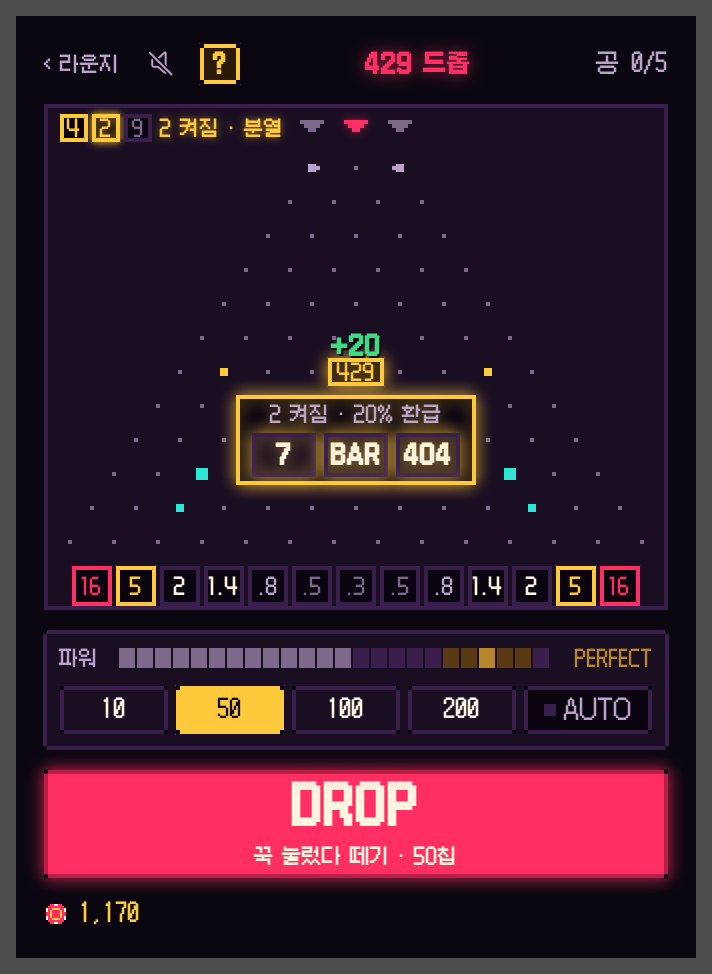 ‹ 라운지 ? 429 드롭 공 0/5
4 2 9 2 켜짐 · 분열
+20
429
2 켜짐 · 20% 환급
7 BAR 404
16 5 2 1.4 .8 .5 .3 .5 .8 1.4 2 5 16
파워 PERFECT
10 50 100 200 AUTO
DROP
꾹 눌렀다 떼기 · 50칩
1,170